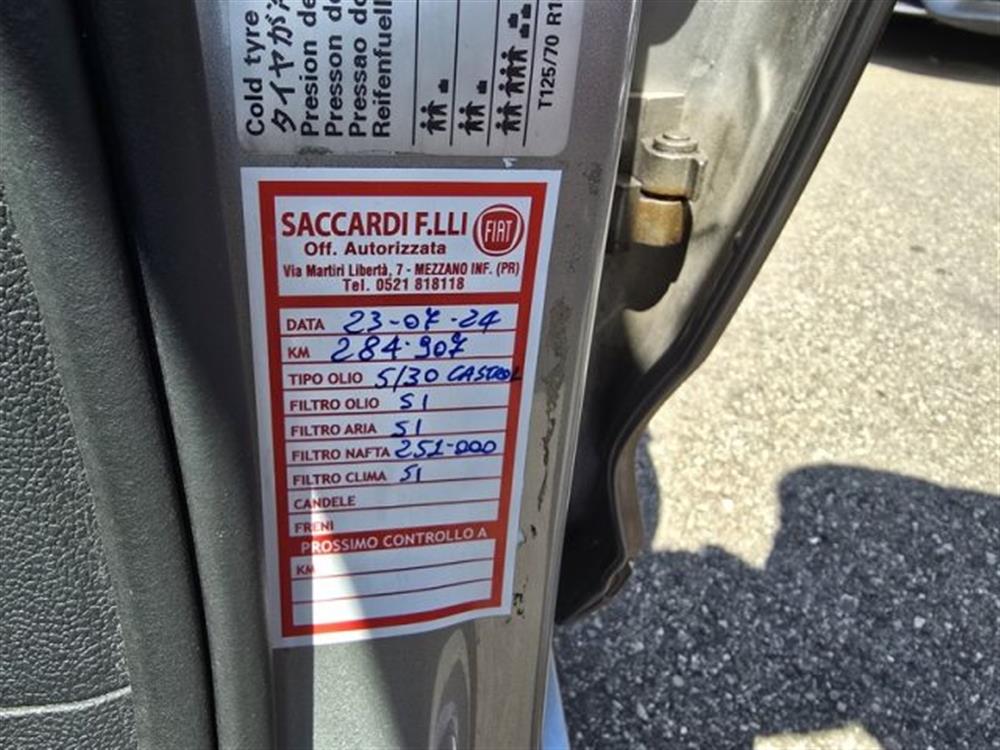 Cold tyre
タイヤが
Presion de
Presson de
Pressao do
Reifenfuell
T125/70 R1
SACCARDI F.LLI
FIAT
Off. Autorizzata
Via Martiri Libertà, 7 - MEZZANO INF. (PR)
Tel. 0521 818118
DATA 23-07-24
KM 284.907
TIPO OLIO 5/30 CASTROL
FILTRO OLIO SI
FILTRO ARIA SI
FILTRO NAFTA 251-000
FILTRO CLIMA SI
CANDELE
FRENI
PROSSIMO CONTROLLO A
KM